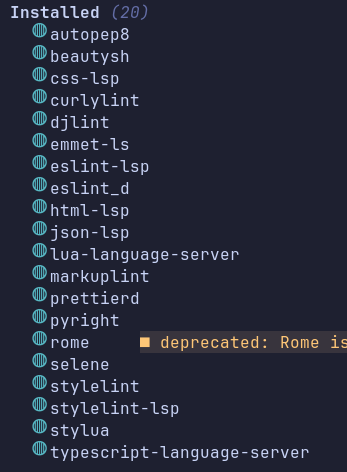 Installed (20)
autopep8
beautysh
css-lsp
curlylint
djlint
emmet-ls
eslint-lsp
eslint_d
html-lsp
json-lsp
lua-language-server
markuplint
prettierd
pyright
rome ■ deprecated: Rome is
selene
stylelint
stylelint-lsp
stylua
typescript-language-server